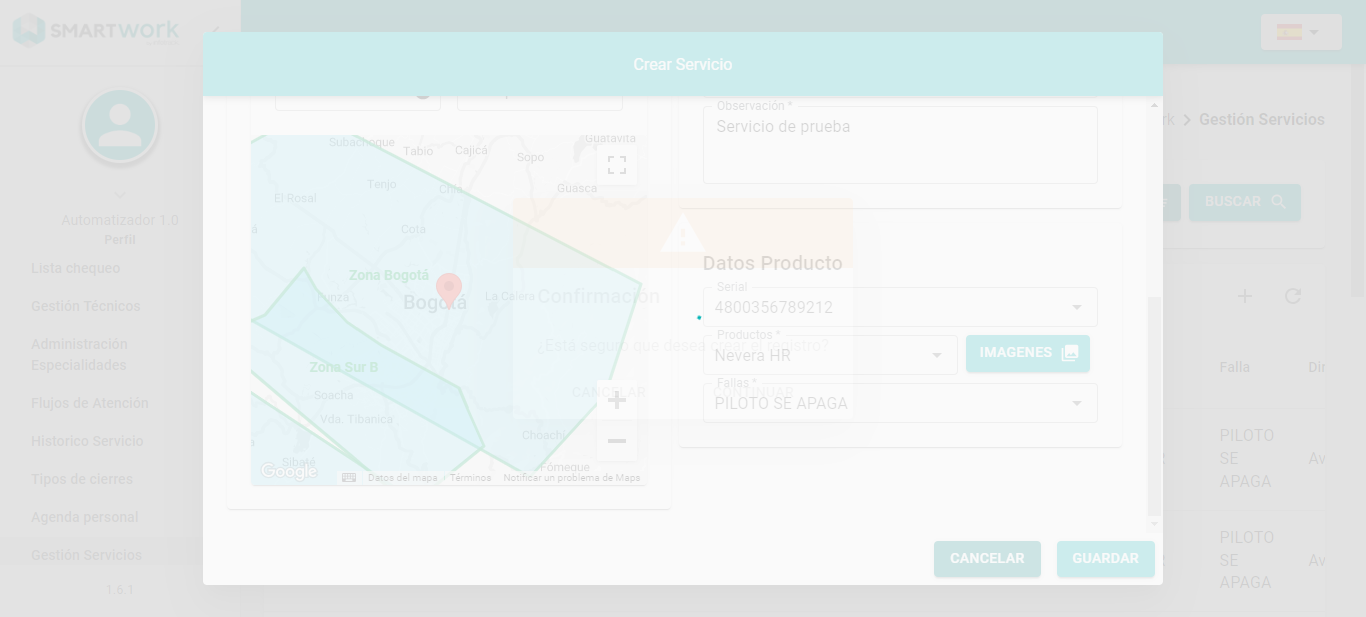 SMARTwork
Automatizador 1.0
Perfil
Lista chequeo
Gestión Técnicos
Administración
Especialidades
Flujos de Atención
Historico Servicio
Tipos de cierres
Agenda personal
Gestión Servicios
1.6.1
Crear Servicio
Subachoque
Guatavita
Tabio
Cajicá
Sopo
Tenjo
Chía
Guasca
El Rosal
Cota
Zona Bogotá
Funza
Bogotá
La Calera
Zona Sur B
Soacha
Vda. Tibanica
Choachí
Sibaté
Fómeque
Google
Datos del mapa
Términos
Notificar un problema de Maps
Observación *
Servicio de prueba
Datos Producto
Serial
4800356789212
Productos *
Nevera HR
IMAGENES
Fallas *
PILOTO SE APAGA
Confirmación
¿Está seguro que desea crear el registro?
CANCELAR
CONTINUAR
CANCELAR
GUARDAR
rk > Gestión Servicios
BUSCAR
Falla
Dir
PILOTO
SE
APAGA
Av
PILOTO
SE
APAGA
Av